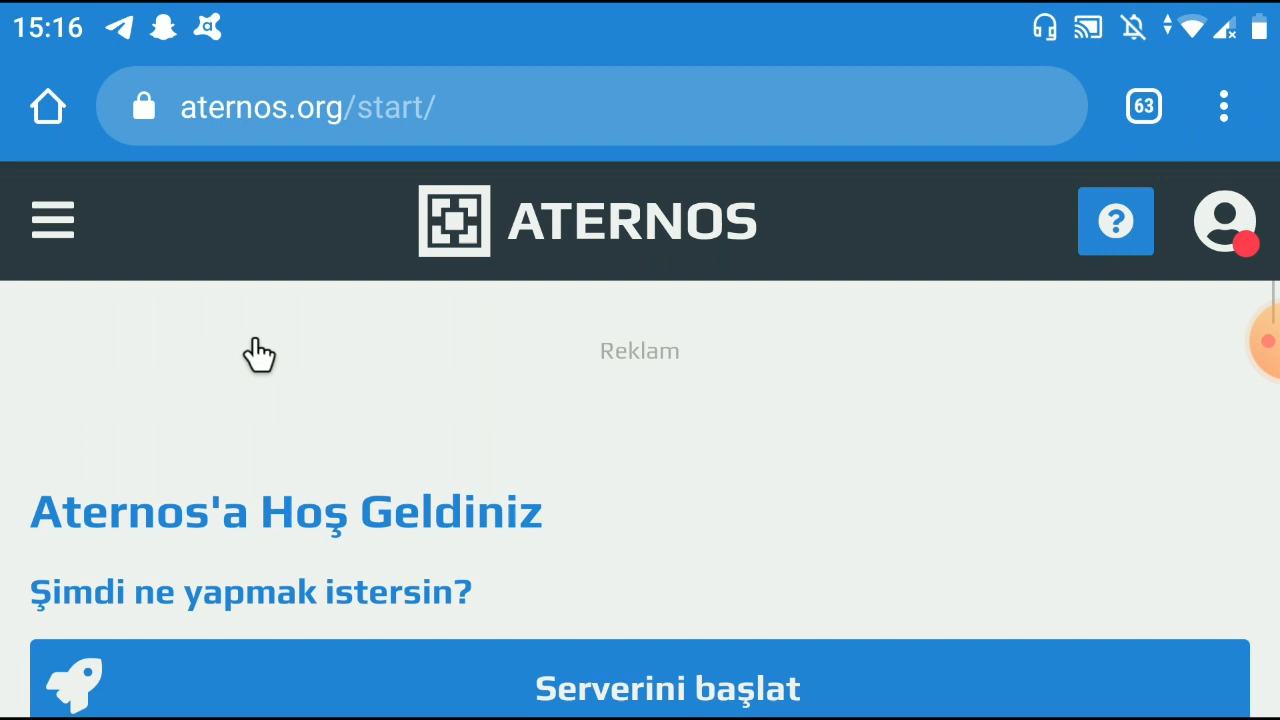 15:16
aternos.org/start/
63
ATERNOS
Reklam
Aternos'a Hoş Geldiniz
Şimdi ne yapmak istersin?
Serverini başlat